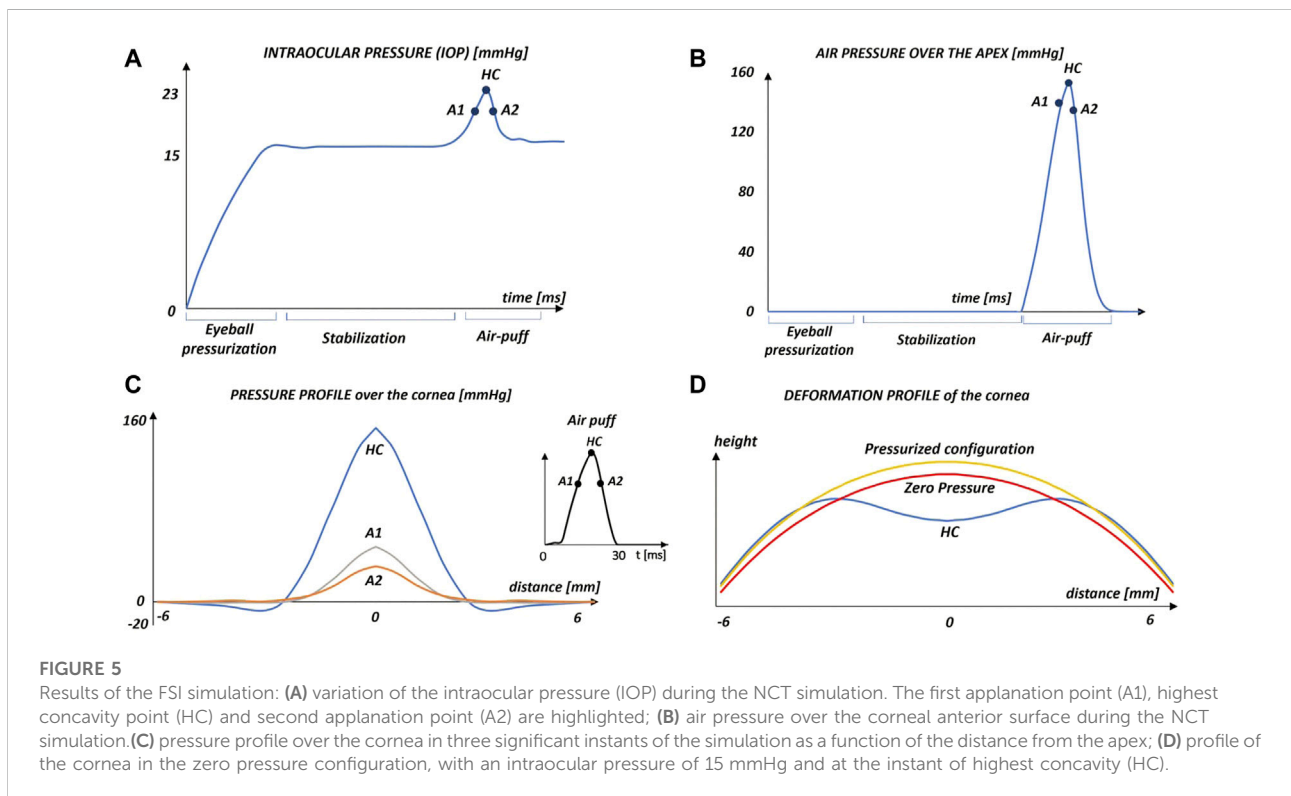 A
INTRAOCULAR PRESSURE (IOP) [mmHg]
23
15
0
HC
A1
A2
time [ms]
Eyeball
pressurization
Stabilization
Air-puff
B
AIR PRESSURE OVER THE APEX[mmHg]
160
120
80
40
0
HC
A1
A2
time [ms]
Eyeball
pressurization
Stabilization
Air-puff
C
PRESSURE PROFILE over the cornea [mmHg]
160
0
-20
HC
A1
A2
-6
0
6
distance [mm]
Air puff
HC
A1
A2
0
30
t [ms]
D
DEFORMATION PROFILE of the cornea
height
Pressurized configuration
Zero Pressure
HC
distance [mm]
-6
0
6
FIGURE 5
Results of the FSI simulation: (A) variation of the intraocular pressure (IOP) during the NCT simulation. The first applanation point (A1), highest
concavity point (HC) and second applanation point (A2) are highlighted; (B) air pressure over the corneal anterior surface during the NCT
simulation.(C) pressure profile over the cornea in three significant instants of the simulation as a function of the distance from the apex; (D) profile of
the cornea in the zero pressure configuration, with an intraocular pressure of 15 mmHg and at the instant of highest concavity (HC).